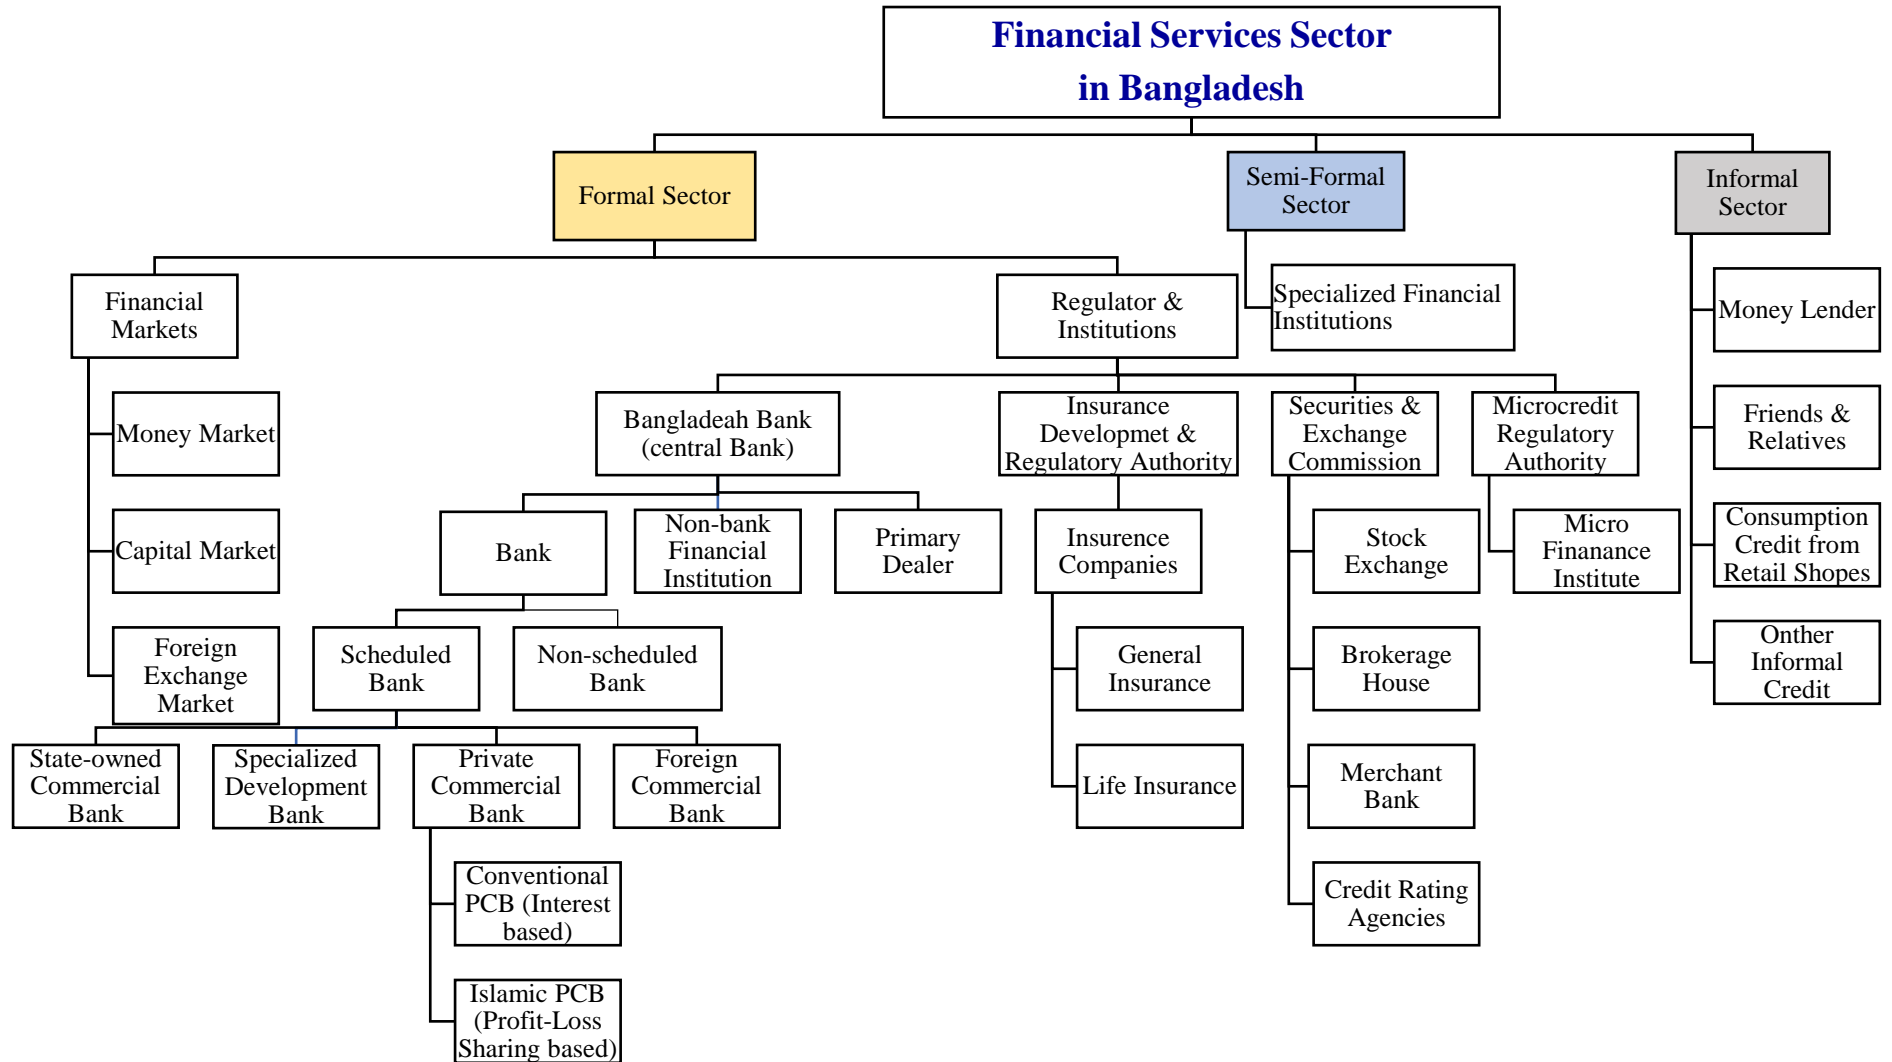 Financial Services Sector
in Bangladesh
Formal Sector
Semi-Formal
Sector
Informal
Sector
Financial
Markets
Regulator &
Institutions
Specialized Financial
Institutions
Money Lender
Money Market
Bangladeah Bank
(central Bank)
Insurance
Developmet &
Regulatory Authority
Securities &
Exchange
Commission
Microcredit
Regulatory
Authority
Friends &
Relatives
Capital Market
Bank
Non-bank
Financial
Institution
Primary
Dealer
Insurence
Companies
Stock
Exchange
Micro
Finanance
Institute
Consumption
Credit from
Retail Shopes
Foreign
Exchange
Market
Scheduled
Bank
Non-scheduled
Bank
General
Insurance
Brokerage
House
Onther
Informal
Credit
State-owned
Commercial
Bank
Specialized
Development
Bank
Private
Commercial
Bank
Foreign
Commercial
Bank
Life Insurance
Merchant
Bank
Conventional
PCB (Interest
based)
Credit Rating
Agencies
Islamic PCB
(Profit-Loss
Sharing based)